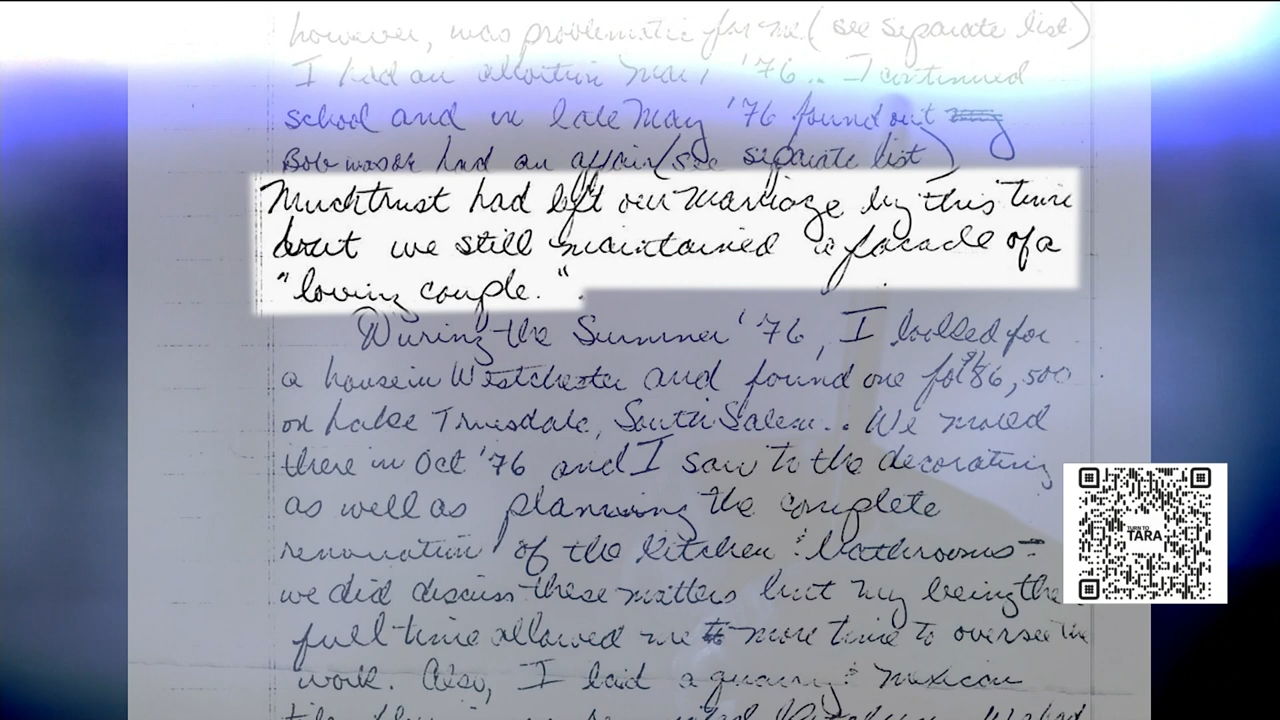 however, was problematic for me (see separate list)
I had an abortion Mar, '76.. I continued
school and in late May '76 found out
Bob had an affair (see separate list)
Much trust had left our marriage by this time
but we still maintained a facade of a
"loving couple."
During the Summer '76, I looked for
a house in Westchester and found one for $86,500
on Lake Truesdale, South Salem.. We moved
there in Oct '76 and I saw to the decorating
as well as planning the complete
renovation of the kitchen & bathrooms -
we did discuss these matters but my being there
full time allowed me more time to oversee the
work. Also, I laid a quarry & Mexican
TURN TO
TARA